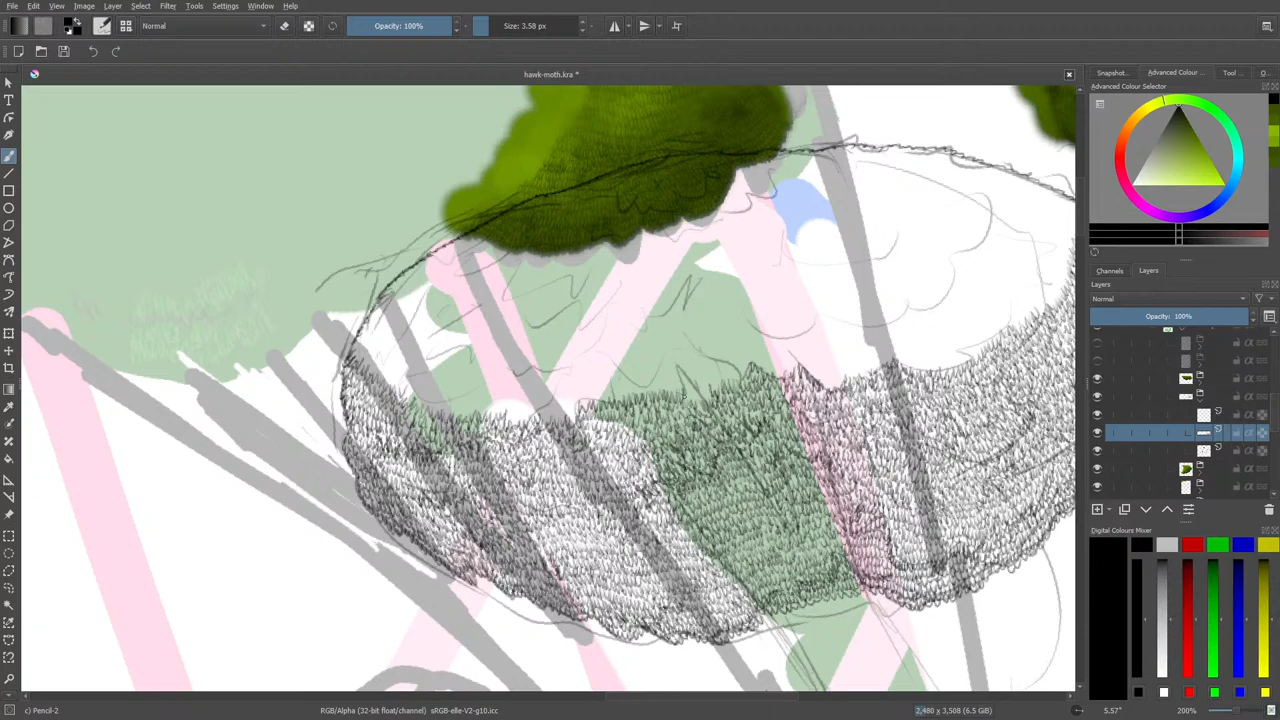 File Edit View Image Layer Select Filter Tools Settings Window Help
Normal Opacity: 100% Size: 3.58 px
hawk-moth.kra *
Snapshot... Advanced Colour ... Tool ... O...
Advanced Colour Selector
Channels Layers
Layers
Normal
Opacity: 100%
Digital Colours Mixer
c) Pencil-2 RGB/Alpha (32-bit float/channel) sRGB-elle-V2-g10.icc 2,480 x 3,508 (6.5 GiB) 5.57° 200%